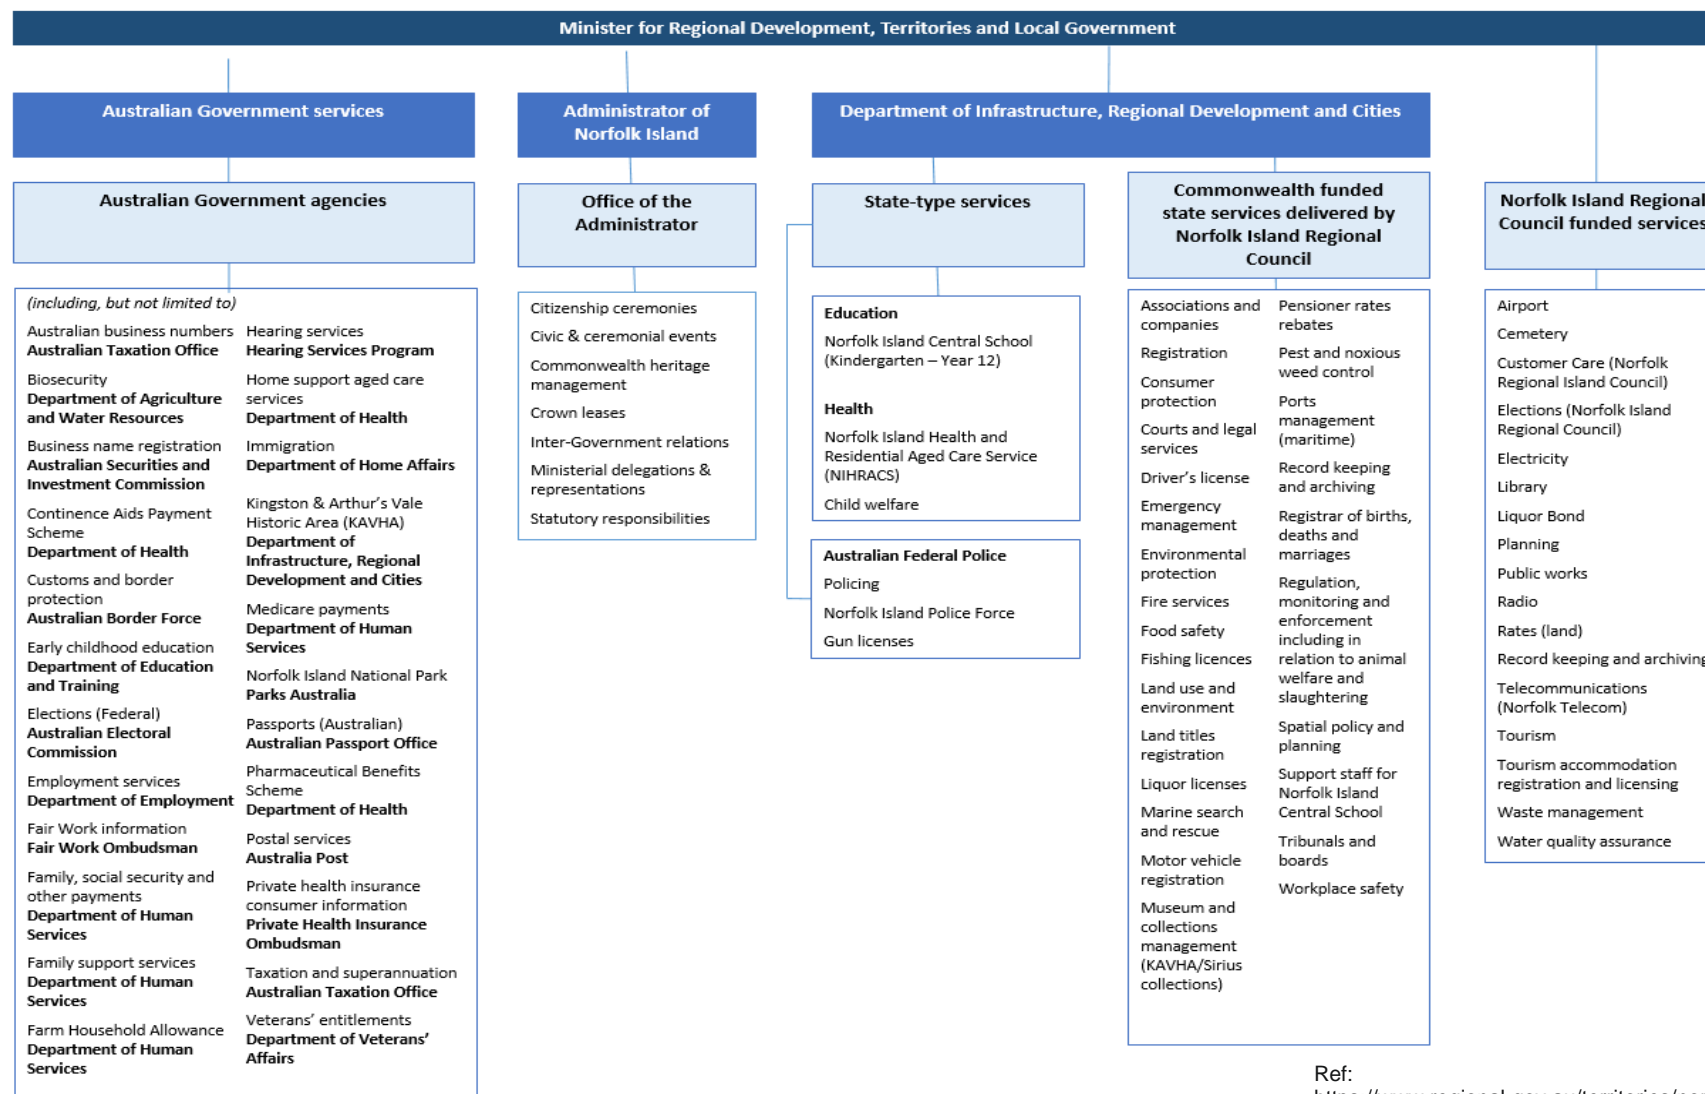 Minister for Regional Development, Territories and Local Government
Australian Government services
Australian Government agencies
(including, but not limited to)
Australian business numbers
Australian Taxation Office
Biosecurity
Department of Agriculture
and Water Resources
Business name registration
Australian Securities and
Investment Commission
Continence Aids Payment
Scheme
Department of Health
Customs and border
protection
Australian Border Force
Early childhood education
Department of Education
and Training
Elections (Federal)
Australian Electoral
Commission
Employment services
Department of Employment
Fair Work information
Fair Work Ombudsman
Family, social security and
other payments
Department of Human
Services
Family support services
Department of Human
Services
Farm Household Allowance
Department of Human
Services
Hearing services
Hearing Services Program
Home support aged care
services
Department of Health
Immigration
Department of Home Affairs
Kingston & Arthur's Vale
Historic Area (KAVHA)
Department of
Infrastructure, Regional
Development and Cities
Medicare payments
Department of Human
Services
Norfolk Island National Park
Parks Australia
Passports (Australian)
Australian Passport Office
Pharmaceutical Benefits
Scheme
Department of Health
Postal services
Australia Post
Private health insurance
consumer information
Private Health Insurance
Ombudsman
Taxation and superannuation
Australian Taxation Office
Veterans' entitlements
Department of Veterans'
Affairs
Administrator of
Norfolk Island
Office of the
Administrator
Citizenship ceremonies
Civic & ceremonial events
Commonwealth heritage
management
Crown leases
Inter-Government relations
Ministerial delegations &
representations
Statutory responsibilities
Department of Infrastructure, Regional Development and Cities
State-type services
Education
Norfolk Island Central School
(Kindergarten – Year 12)
Health
Norfolk Island Health and
Residential Aged Care Service
(NIHRACS)
Child welfare
Australian Federal Police
Policing
Norfolk Island Police Force
Gun licenses
Commonwealth funded
state services delivered by
Norfolk Island Regional
Council
Associations and
companies
Registration
Consumer
protection
Courts and legal
services
Driver's license
Emergency
management
Environmental
protection
Fire services
Food safety
Fishing licences
Land use and
environment
Land titles
registration
Liquor licenses
Marine search
and rescue
Motor vehicle
registration
Museum and
collections
management
(KAVHA/Sirius
collections)
Pensioner rates
rebates
Pest and noxious
weed control
Ports
management
(maritime)
Record keeping
and archiving
Registrar of births,
deaths and
marriages
Regulation,
monitoring and
enforcement
including in
relation to animal
welfare and
slaughtering
Spatial policy and
planning
Support staff for
Norfolk Island
Central School
Tribunals and
boards
Workplace safety
Norfolk Island Regional
Council funded services
Airport
Cemetery
Customer Care (Norfolk
Regional Island Council)
Elections (Norfolk Island
Regional Council)
Electricity
Library
Liquor Bond
Planning
Public works
Radio
Rates (land)
Record keeping and archiving
Telecommunications
(Norfolk Telecom)
Tourism
Tourism accommodation
registration and licensing
Waste management
Water quality assurance
Ref: